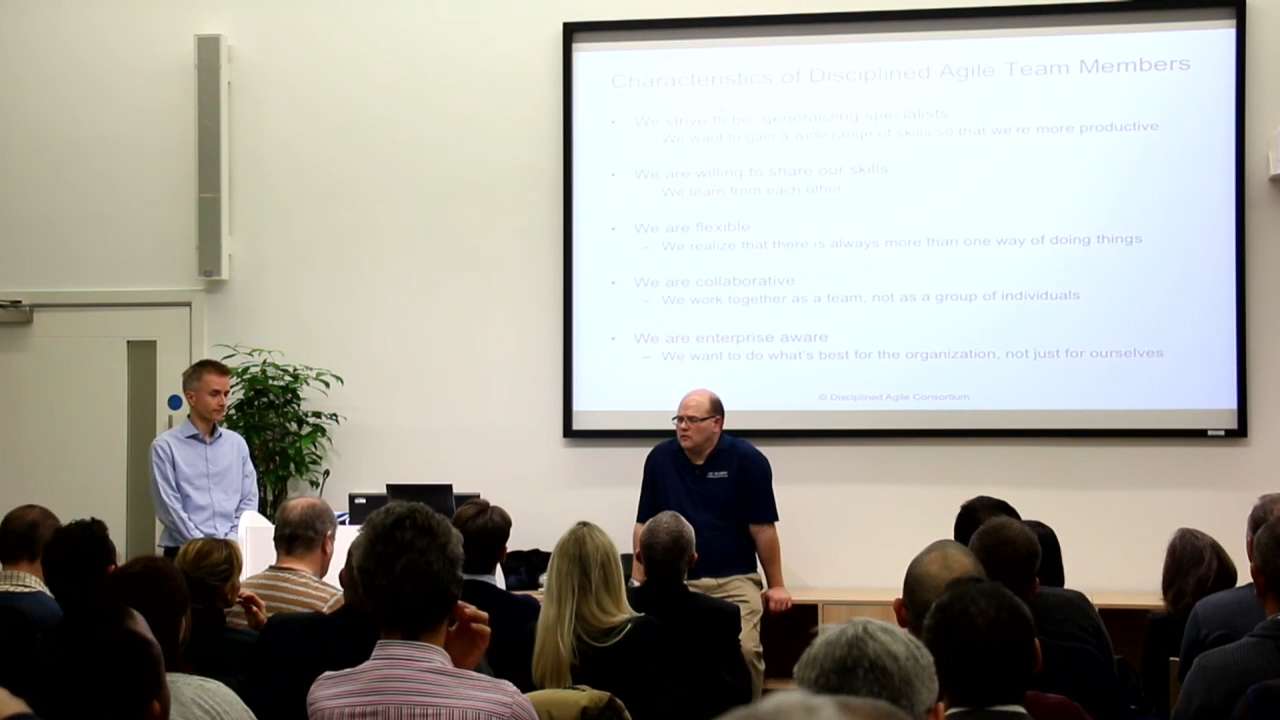 Characteristics of Disciplined Agile Team Members
• We strive to be "generalizing specialists"
– We want to gain a wide range of skills so that we're more productive
• We are willing to share our skills
– We learn from each other
• We are flexible
– We realize that there is always more than one way of doing things
• We are collaborative
– We work together as a team, not as a group of individuals
• We are enterprise aware
– We want to do what's best for the organization, not just for ourselves
© Disciplined Agile Consortium